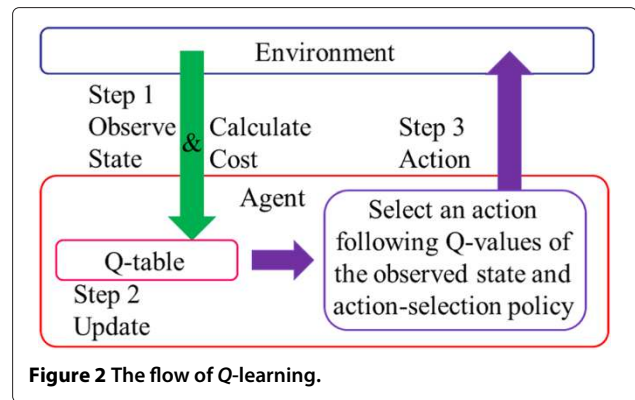 Environment
Step 1
Observe
State
&
Calculate
Cost
Step 3
Action
Agent
Q-table
Step 2
Update
Select an action
following Q-values of
the observed state and
action-selection policy
Figure 2 The flow of Q-learning.